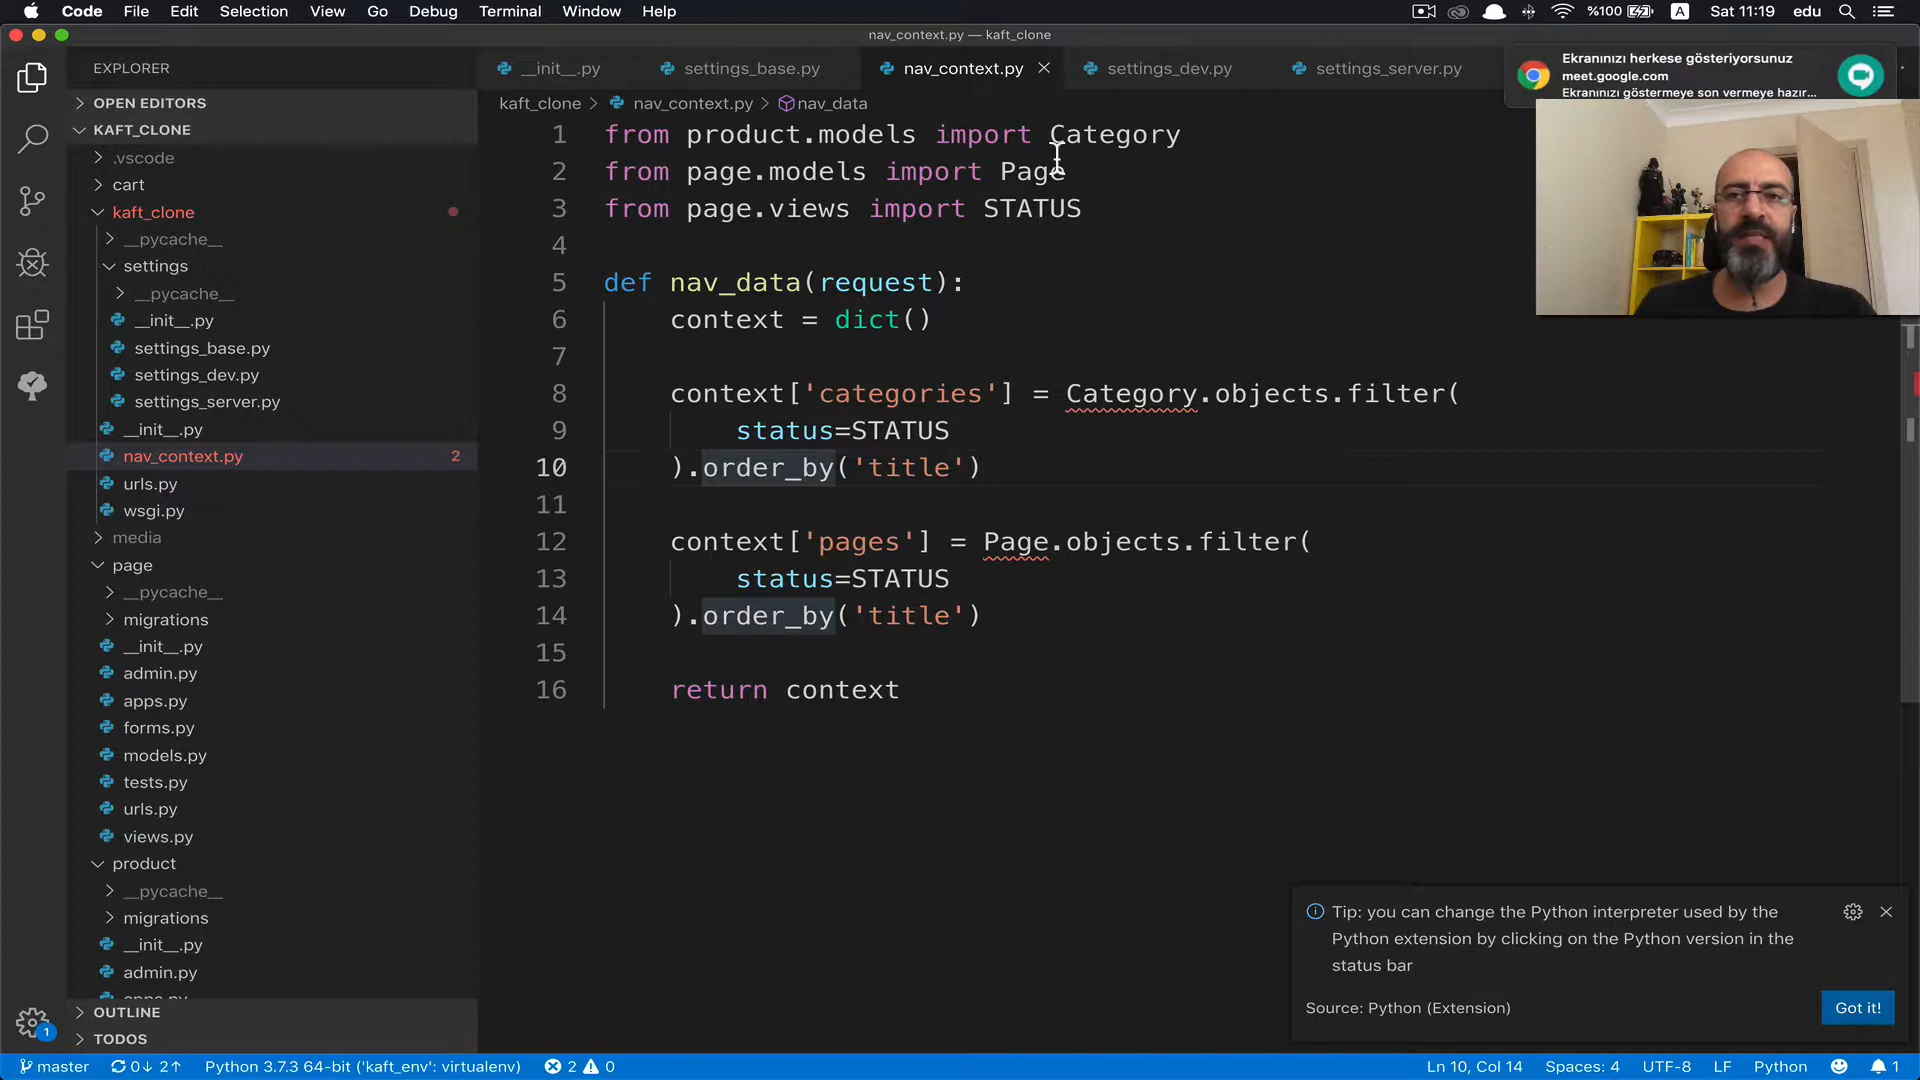 Code File Edit Selection View Go Debug Terminal Window Help
%100 A Sat 11:19 edu
nav_context.py — kaft_clone
EXPLORER
OPEN EDITORS
KAFT_CLONE
.vscode
cart
kaft_clone
__pycache__
settings
__pycache__
__init__.py
settings_base.py
settings_dev.py
settings_server.py
__init__.py
nav_context.py 2
urls.py
wsgi.py
media
page
__pycache__
migrations
__init__.py
admin.py
apps.py
forms.py
models.py
tests.py
urls.py
views.py
product
__pycache__
migrations
__init__.py
admin.py
apps.py
OUTLINE
TODOS
1
__init__.py settings_base.py nav_context.py settings_dev.py settings_server.py
kaft_clone > nav_context.py > nav_data
1 from product.models import Category
2 from page.models import Page
3 from page.views import STATUS
4
5 def nav_data(request):
6 context = dict()
7
8 context['categories'] = Category.objects.filter(
9 status=STATUS
10 ).order_by('title')
11
12 context['pages'] = Page.objects.filter(
13 status=STATUS
14 ).order_by('title')
15
16 return context
Ekranınızı herkese gösteriyorsunuz
meet.google.com
Ekranınızı göstermeye son vermeye hazır...
Tip: you can change the Python interpreter used by the
Python extension by clicking on the Python version in the
status bar
Source: Python (Extension)
Got it!
master 0↓ 2↑ Python 3.7.3 64-bit ('kaft_env': virtualenv) 2 0
Ln 10, Col 14 Spaces: 4 UTF-8 LF Python 1